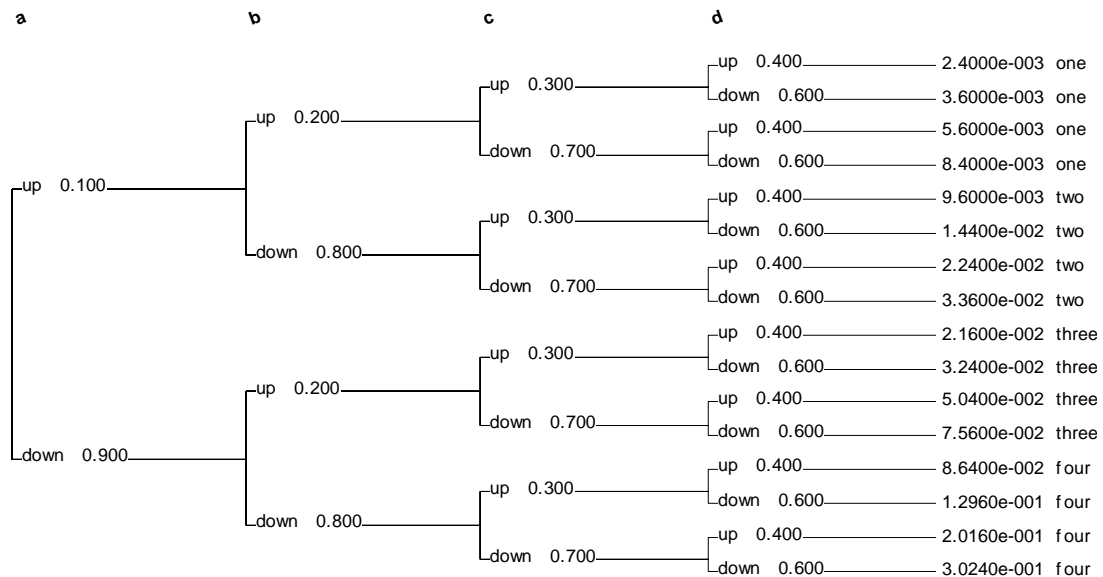 a b c d
up 0.400 2.4000e-003 one
up 0.300
down 0.600 3.6000e-003 one
up 0.200
up 0.400 5.6000e-003 one
down 0.700
down 0.600 8.4000e-003 one
up 0.100
up 0.400 9.6000e-003 two
up 0.300
down 0.600 1.4400e-002 two
down 0.800
up 0.400 2.2400e-002 two
down 0.700
down 0.600 3.3600e-002 two
up 0.400 2.1600e-002 three
up 0.300
down 0.600 3.2400e-002 three
up 0.200
up 0.400 5.0400e-002 three
down 0.700
down 0.600 7.5600e-002 three
down 0.900
up 0.400 8.6400e-002 four
up 0.300
down 0.600 1.2960e-001 four
down 0.800
up 0.400 2.0160e-001 four
down 0.700
down 0.600 3.0240e-001 four